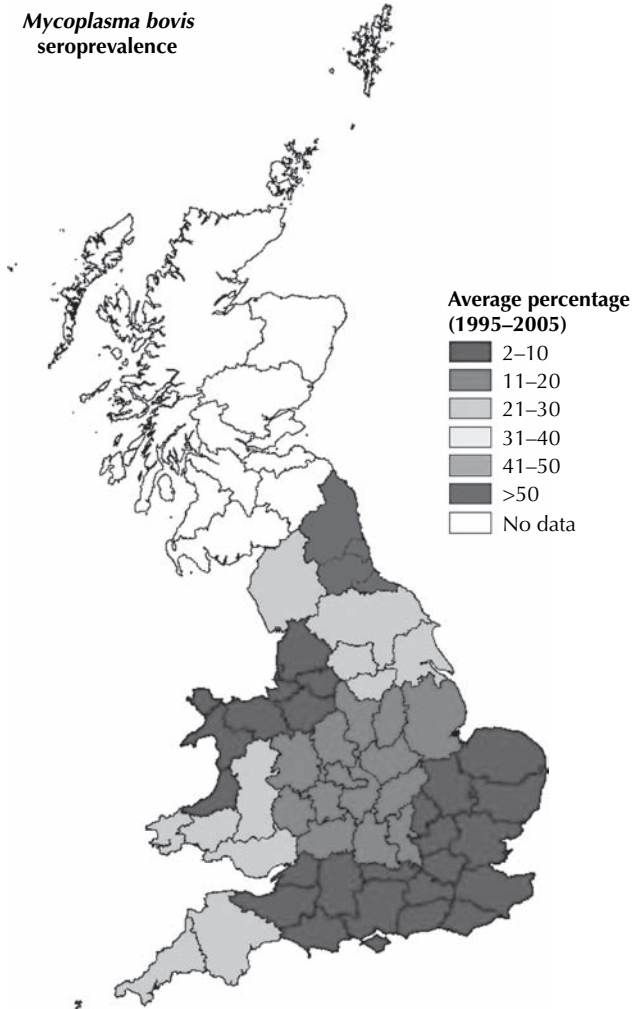 Mycoplasma bovis
seroprevalence
Average percentage
(1995–2005)
2–10
11–20
21–30
31–40
41–50
>50
No data